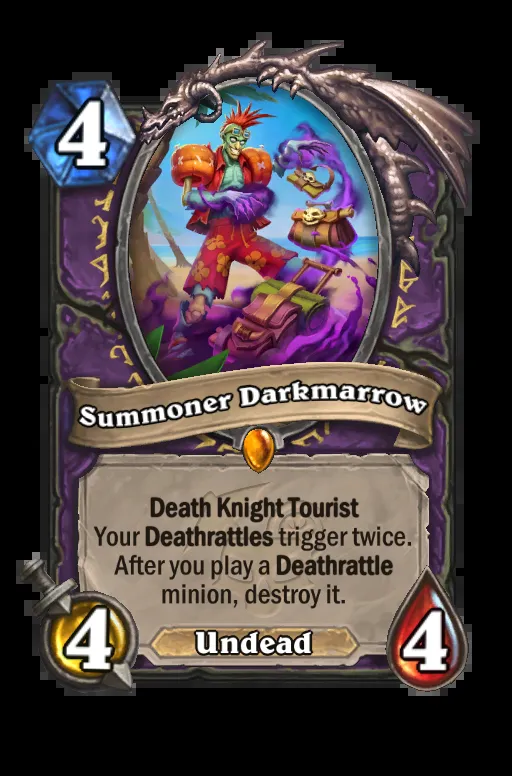 4
Summoner Darkmarrow
Death Knight Tourist
Your Deathrattles trigger twice.
After you play a Deathrattle
minion, destroy it.
4
Undead
4